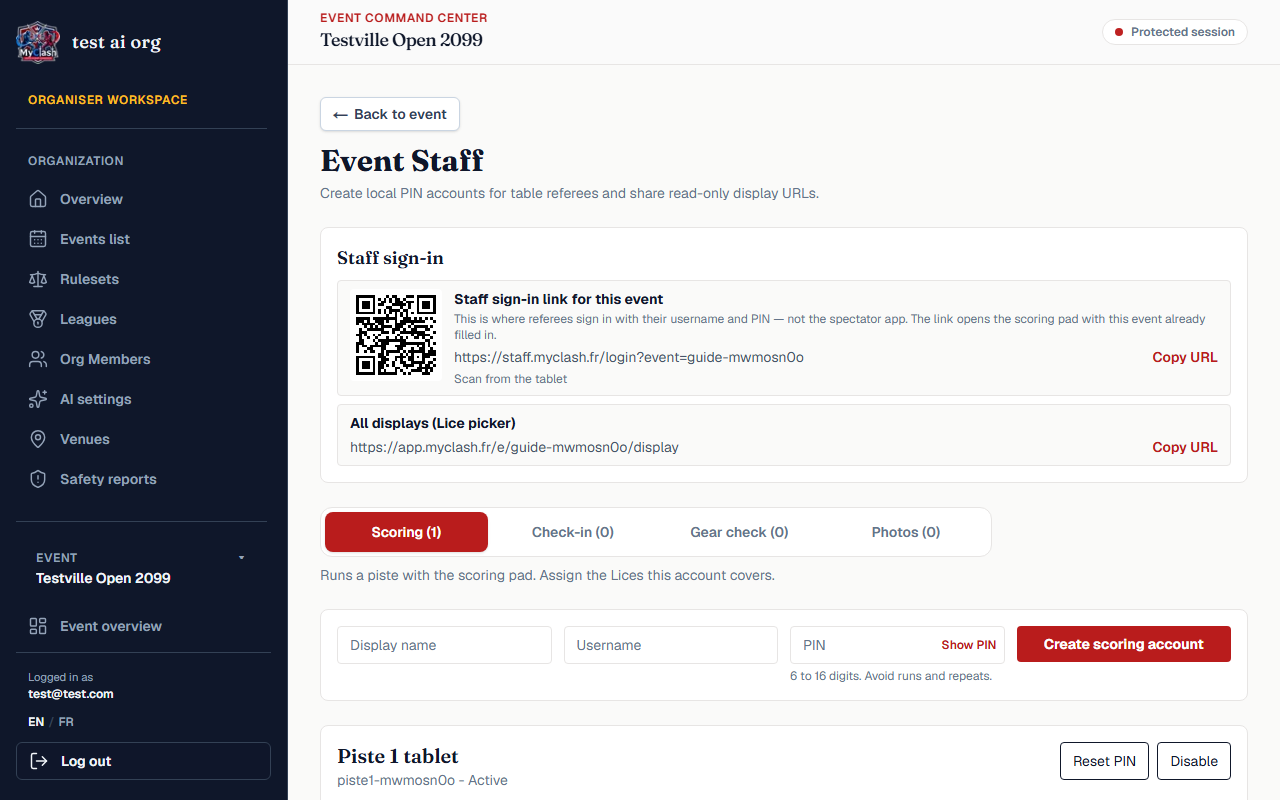 MyClash
test ai org
ORGANISER WORKSPACE
ORGANIZATION
Overview
Events list
Rulesets
Leagues
Org Members
AI settings
Venues
Safety reports
EVENT
Testville Open 2099
Event overview
Logged in as
test@test.com
EN / FR
Log out
EVENT COMMAND CENTER
Testville Open 2099
Protected session
← Back to event
Event Staff
Create local PIN accounts for table referees and share read-only display URLs.
Staff sign-in
Staff sign-in link for this event
This is where referees sign in with their username and PIN — not the spectator app. The link opens the scoring pad with this event already
filled in.
https://staff.myclash.fr/login?event=guide-mwmosn0o
Copy URL
Scan from the tablet
All displays (Lice picker)
https://app.myclash.fr/e/guide-mwmosn0o/display
Copy URL
Scoring (1)
Check-in (0)
Gear check (0)
Photos (0)
Runs a piste with the scoring pad. Assign the Lices this account covers.
Display name
Username
PIN
Show PIN
Create scoring account
6 to 16 digits. Avoid runs and repeats.
Piste 1 tablet
piste1-mwmosn0o - Active
Reset PIN
Disable